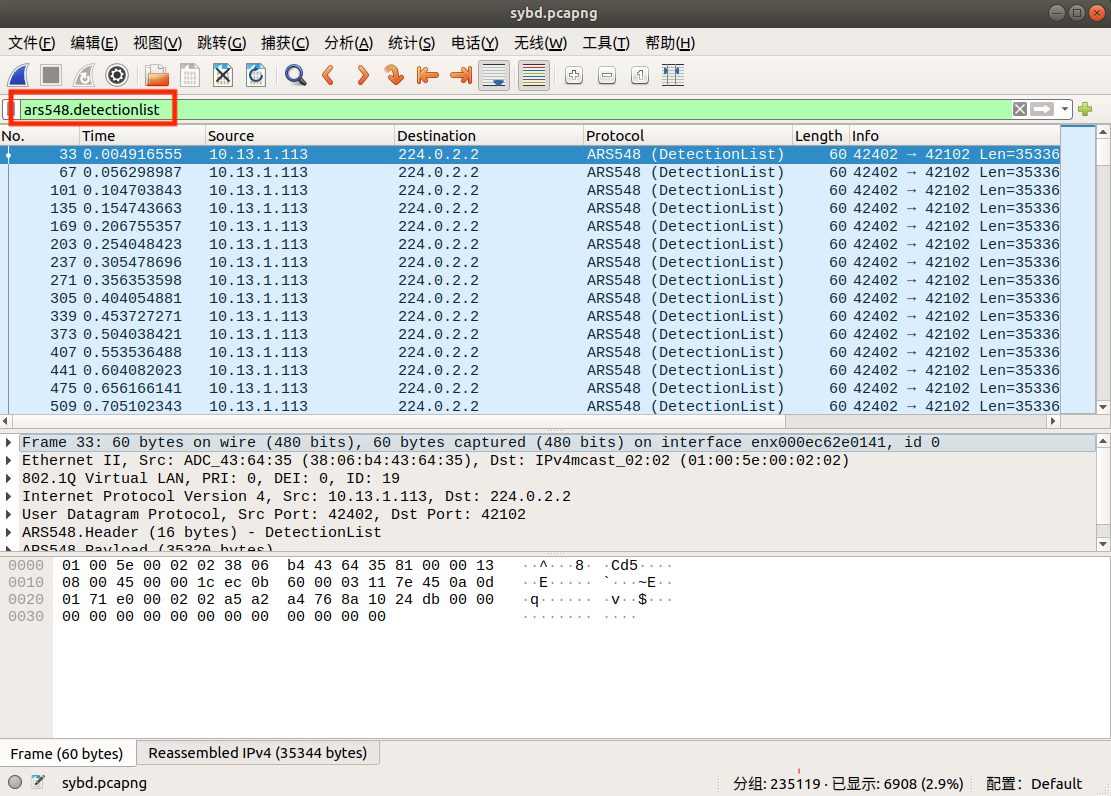 sybd.pcapng
文件(F) 编辑(E) 视图(V) 跳转(G) 捕获(C) 分析(A) 统计(S) 电话(Y) 无线(W) 工具(T) 帮助(H)
ars548.detectionlist
No. Time Source Destination Protocol Length Info
33 0.004916555 10.13.1.113 224.0.2.2 ARS548 (DetectionList) 60 42402 → 42102 Len=35336
67 0.056298987 10.13.1.113 224.0.2.2 ARS548 (DetectionList) 60 42402 → 42102 Len=35336
101 0.104703843 10.13.1.113 224.0.2.2 ARS548 (DetectionList) 60 42402 → 42102 Len=35336
135 0.154743663 10.13.1.113 224.0.2.2 ARS548 (DetectionList) 60 42402 → 42102 Len=35336
169 0.206755357 10.13.1.113 224.0.2.2 ARS548 (DetectionList) 60 42402 → 42102 Len=35336
203 0.254048423 10.13.1.113 224.0.2.2 ARS548 (DetectionList) 60 42402 → 42102 Len=35336
237 0.305478696 10.13.1.113 224.0.2.2 ARS548 (DetectionList) 60 42402 → 42102 Len=35336
271 0.356353598 10.13.1.113 224.0.2.2 ARS548 (DetectionList) 60 42402 → 42102 Len=35336
305 0.404054881 10.13.1.113 224.0.2.2 ARS548 (DetectionList) 60 42402 → 42102 Len=35336
339 0.453727271 10.13.1.113 224.0.2.2 ARS548 (DetectionList) 60 42402 → 42102 Len=35336
373 0.504038421 10.13.1.113 224.0.2.2 ARS548 (DetectionList) 60 42402 → 42102 Len=35336
407 0.553536488 10.13.1.113 224.0.2.2 ARS548 (DetectionList) 60 42402 → 42102 Len=35336
441 0.604082023 10.13.1.113 224.0.2.2 ARS548 (DetectionList) 60 42402 → 42102 Len=35336
475 0.656166141 10.13.1.113 224.0.2.2 ARS548 (DetectionList) 60 42402 → 42102 Len=35336
509 0.705102343 10.13.1.113 224.0.2.2 ARS548 (DetectionList) 60 42402 → 42102 Len=35336
Frame 33: 60 bytes on wire (480 bits), 60 bytes captured (480 bits) on interface enx000ec62e0141, id 0
Ethernet II, Src: ADC_43:64:35 (38:06:b4:43:64:35), Dst: IPv4mcast_02:02 (01:00:5e:00:02:02)
802.1Q Virtual LAN, PRI: 0, DEI: 0, ID: 19
Internet Protocol Version 4, Src: 10.13.1.113, Dst: 224.0.2.2
User Datagram Protocol, Src Port: 42402, Dst Port: 42102
ARS548.Header (16 bytes) - DetectionList
ARS548.Payload (35320 bytes)
0000 01 00 5e 00 02 02 38 06 b4 43 64 35 81 00 00 13 ··^···8· ·Cd5····
0010 08 00 45 00 00 1c ec 0b 60 00 03 11 7e 45 0a 0d ··E····· `···~E··
0020 01 71 e0 00 02 02 a5 a2 a4 76 8a 10 24 db 00 00 ·q······ ·v··$···
0030 00 00 00 00 00 00 00 00 00 00 00 00 ········ ····
Frame (60 bytes) Reassembled IPv4 (35344 bytes)
sybd.pcapng 分组: 235119 · 已显示: 6908 (2.9%) 配置: Default